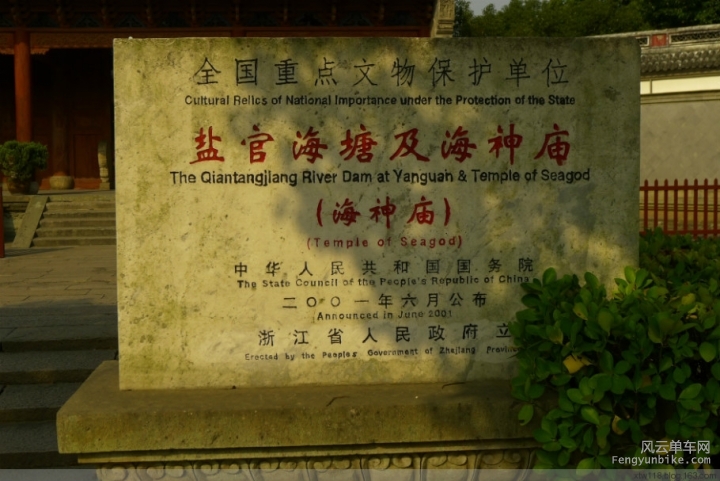 全国重点文物保护单位
Cultural Relics of National Importance under the Protection of the State
盐官海塘及海神庙
The Qiantangjiang River Dam at Yanguan & Temple of Seagod
(海神庙)
(Temple of Seagod)
中华人民共和国国务院
The State Council of the People's Republic of China
二〇〇一年六月公布
Announced in June 2001
浙江省人民政府立
Erected by the People's Government of Zhejiang Province
风云单车网
Fengyunbike.com